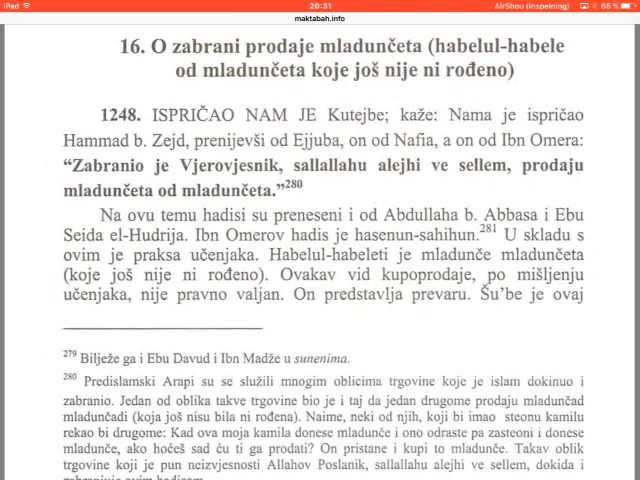 iPad
20:31
AirShou (Inspelning)
65 %
maktabah.info
16. O zabrani prodaje mladunčeta (habelul-habele
od mladunčeta koje još nije ni rođeno)
1248. ISPRIČAO NAM JE Kutejbe; kaže: Nama je ispričao
Hammad b. Zejd, prenijevši od Ejjuba, on od Nafia, a on od Ibn Omera:
“Zabranio je Vjerovjesnik, sallallahu alejhi ve sellem, prodaju
mladunčeta od mladunčeta.”280
Na ovu temu hadisi su preneseni i od Abdullaha b. Abbasa i Ebu
Seida el-Hudrija. Ibn Omerov hadis je hasenun-sahihun.281 U skladu s
ovim je praksa učenjaka. Habelul-habeleti je mladunče mladunčeta
(koje još nije ni rođeno). Ovakav vid kupoprodaje, po mišljenju
učenjaka, nije pravno valjan. On predstavlja prevaru. Šu’be je ovaj
279 Bilježe ga i Ebu Davud i Ibn Madže u sunenima.
280 Predislamski Arapi su se služili mnogim oblicima trgovine koje je islam dokinuo i
zabranio. Jedan od oblika takve trgovine bio je i taj da jedan drugome prodaju mladunčad
mladunčadi (koja još nisu bila ni rođena). Naime, neki od njih, koji bi imao steonu kamilu
rekao bi drugome: Kad ova moja kamila donese mladunče i ono odraste pa zasteoni i donese
mladunče, ako hoćeš sad ću ti ga prodati? On pristane i kupi to mladunče. Takav oblik
trgovine koji je pun neizvjesnosti Allahov Poslanik, sallallahu alejhi ve sellem, dokida i
zabranjuje ovim hadisom.